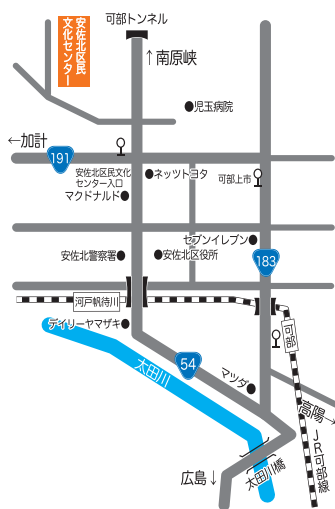 可部トンネル
安佐北区民
文化センター
↑南原峡
児玉病院
←加計
191
安佐北区民文化
センター入口
ネッツトヨタ
可部上市
マクドナルド
セブンイレブン
安佐北警察署
安佐北区役所
183
河戸帆待川
可部
デイリーヤマザキ
太田川
54
マツダ
高陽→
JR可部線
広島↓
太田川橋